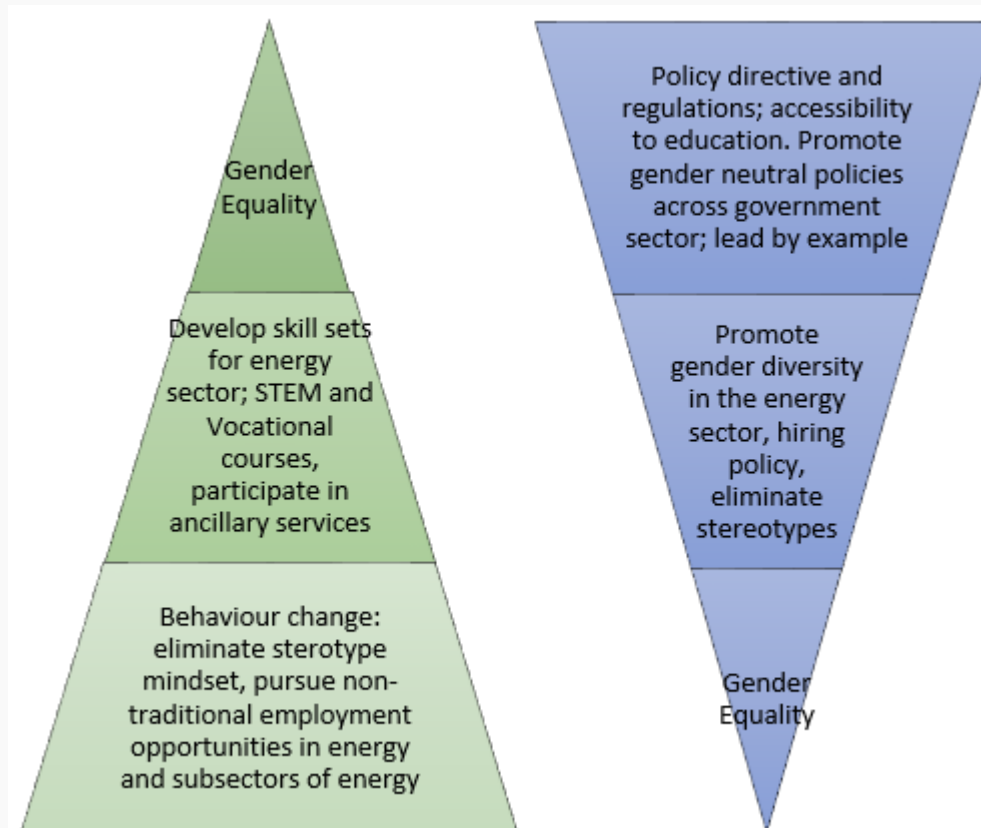 Gender
Equality
Develop skill sets
for energy
sector; STEM and
Vocational
courses,
participate in
ancillary services
Behaviour change:
eliminate sterotype
mindset, pursue non-
traditional employment
opportunities in energy
and subsectors of energy
Policy directive and
regulations; accessibility
to education. Promote
gender neutral policies
across government
sector; lead by example
Promote
gender diversity
in the energy
sector, hiring
policy,
eliminate
stereotypes
Gender
Equality